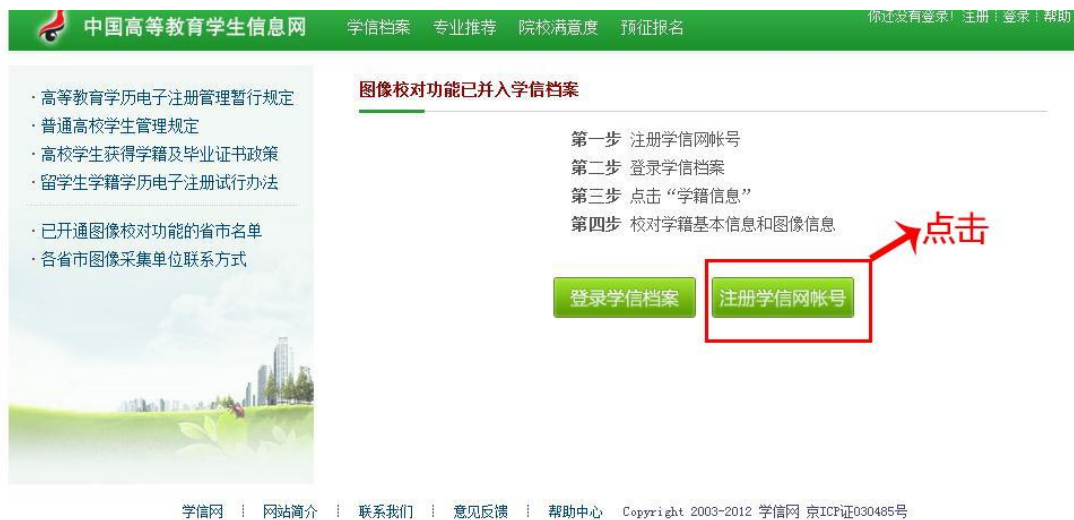 中国高等教育学生信息网 学信档案 专业推荐 院校满意度 预征报名
你还没有登录! 注册 | 登录 | 帮助
·高等教育学历电子注册管理暂行规定
·普通高校学生管理规定
·高校学生获得学籍及毕业证书政策
·留学生学籍学历电子注册试行办法
·已开通图像校对功能的省市名单
·各省市图像采集单位联系方式
图像校对功能已并入学信档案
第一步 注册学信网帐号
第二步 登录学信档案
第三步 点击“学籍信息”
第四步 校对学籍基本信息和图像信息
点击
登录学信档案 注册学信网帐号
学信网 | 网站简介 | 联系我们 | 意见反馈 | 帮助中心 Copyright 2003-2012 学信网 京ICP证030485号